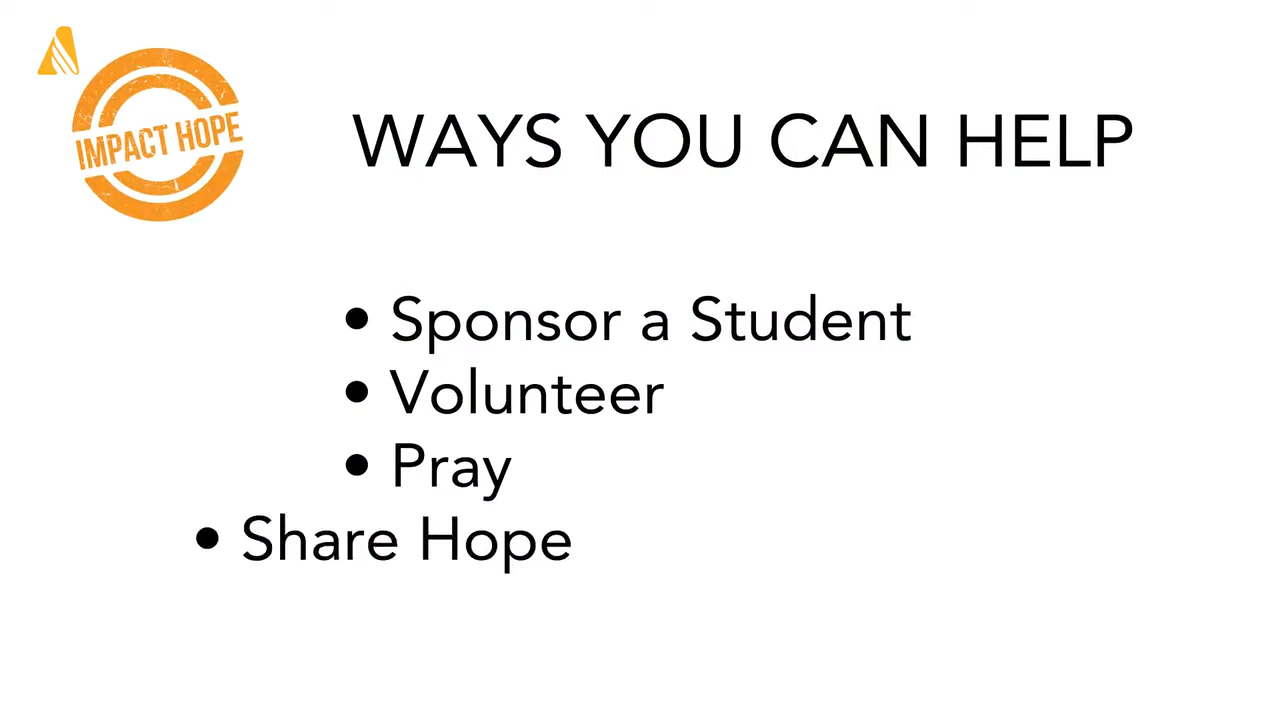 IMPACT HOPE
WAYS YOU CAN HELP
• Sponsor a Student
• Volunteer
• Pray
• Share Hope